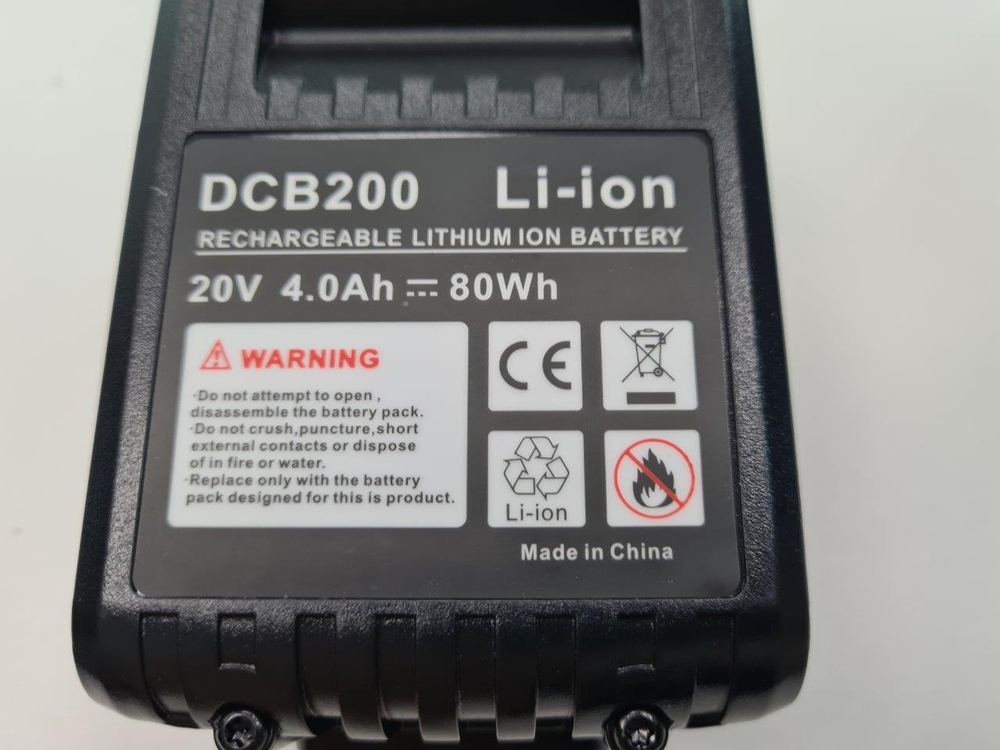 DCB200 Li-ion
RECHARGEABLE LITHIUM ION BATTERY
20V 4.0Ah ⎓ 80Wh
WARNING
·Do not attempt to open ,
disassemble the battery pack.
·Do not crush,puncture,short
external contacts or dispose
of in fire or water.
·Replace only with the battery
pack designed for this is product.
CE
Li-ion
Made in China